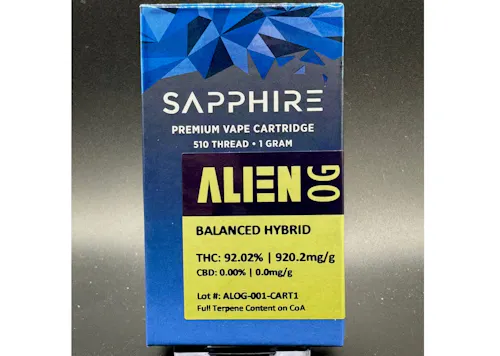 SAPPHIRE
PREMIUM VAPE CARTRIDGE
510 THREAD • 1 GRAM
ALIEN OG
BALANCED HYBRID
THC: 92.02% | 920.2mg/g
CBD: 0.00% | 0.0mg/g
Lot #: ALOG-001-CART1
Full Terpene Content on CoA